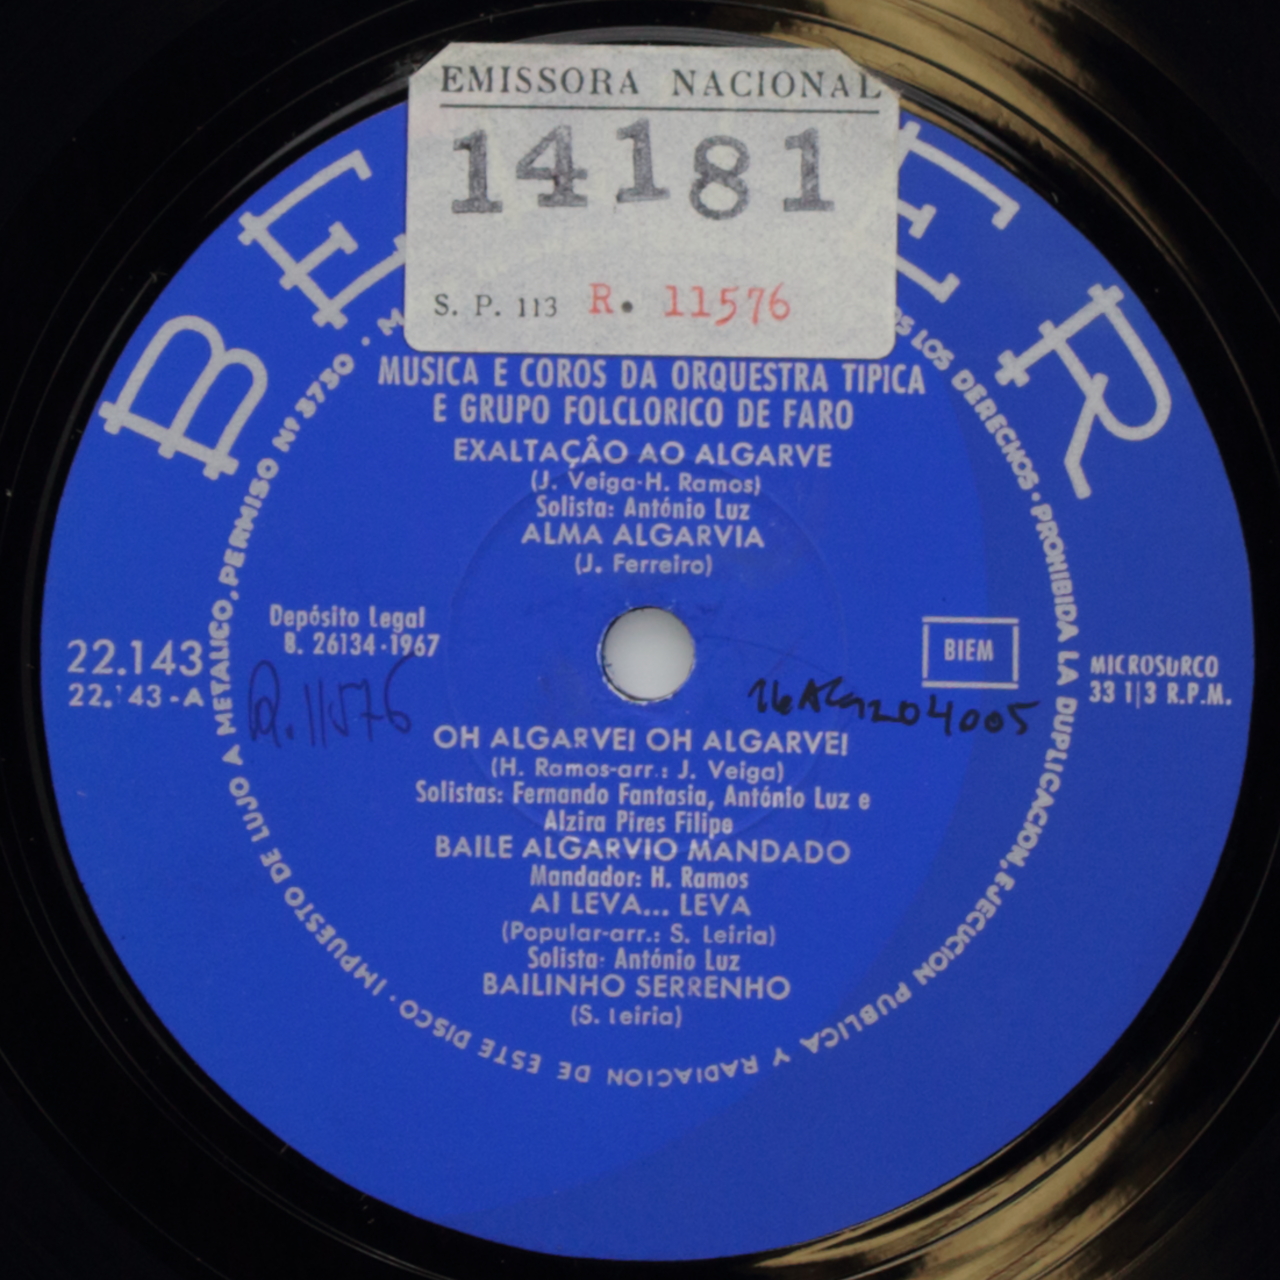 EMISSORA NACIONAL
14181
S. P. 113 R. 11576
MUSICA E COROS DA ORQUESTRA TIPICA
E GRUPO FOLCLORICO DE FARO
EXALTAÇÂO AO ALGARVE
(J. Veiga-H. Ramos)
Solista: António Luz
ALMA ALGARVIA
(J. Ferreiro)
Depósito Legal
B. 26134-1967
22.143
22.143-A
BIEM
MICROSURCO
33 1|3 R.P.M.
R. 11576
OH ALGARVE! OH ALGARVE!
(H. Ramos-arr.: J. Veiga)
Solistas: Fernando Fantasia, António Luz e
Alzira Pires Filipe
BAILE ALGARVIO MANDADO
Mandador: H. Ramos
AI LEVA... LEVA
(Popular-arr.: S. Leiria)
Solista: António Luz
BAILINHO SERRENHO
(S. Leiria)
LOS DERECHOS · PROHIBIDA LA DUPLICACION, EJECUCION PUBLICA Y RADIACION DE ESTE DISCO · IMPUESTO DE LUJO A METALICO, PERMISO Nº 3730 ·